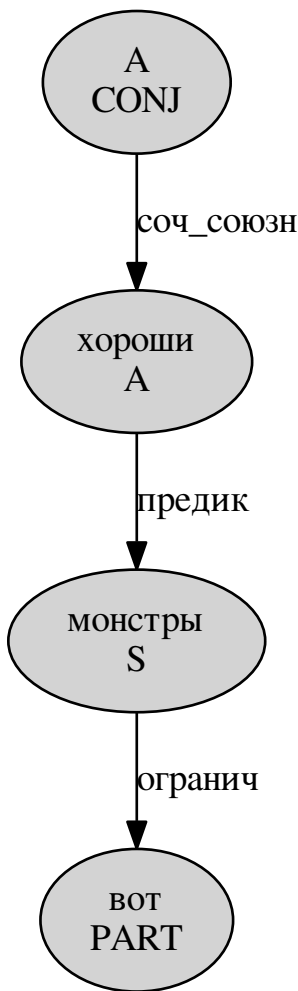 А
CONJ
соч_союзн
хороши
A
предик
монстры
S
огранич
вот
PART